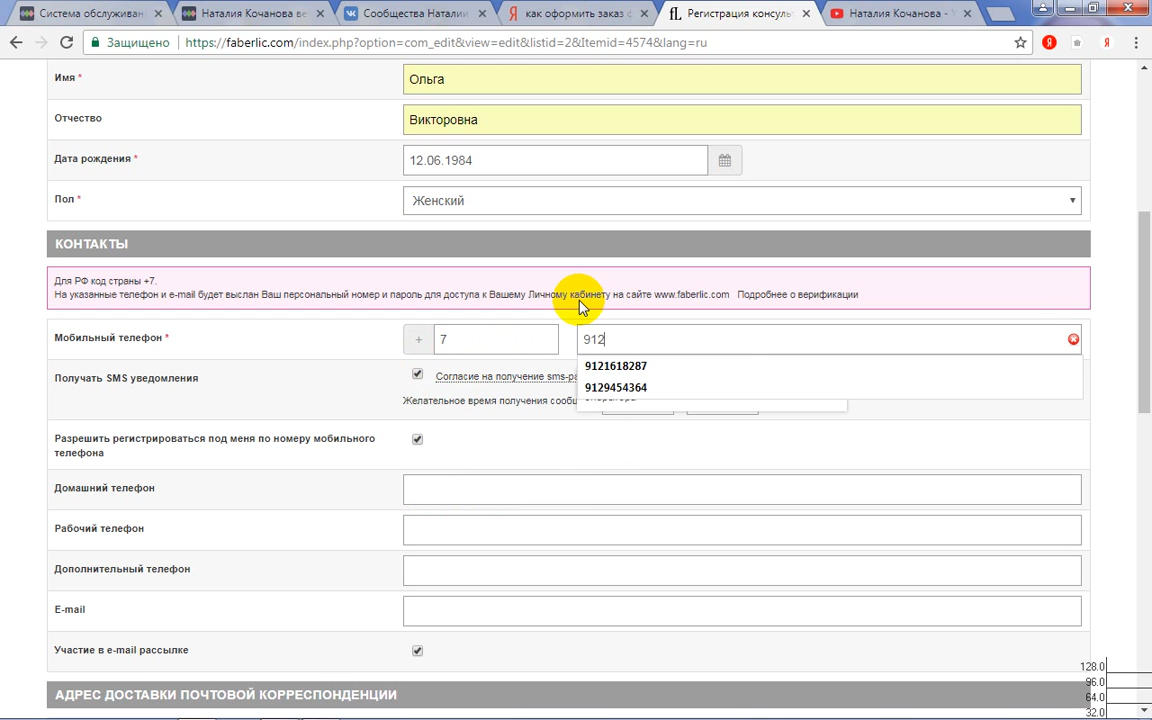 Система обслуживани
Наталия Кочанова ве
Сообщества Наталии
как оформить заказ ф
Регистрация консульт
Наталия Кочанова - Y
Защищено
https://faberlic.com/index.php?option=com_edit&view=edit&listid=2&Itemid=4574&lang=ru
Имя *
Ольга
Отчество
Викторовна
Дата рождения *
12.06.1984
Пол *
Женский
КОНТАКТЫ
Для РФ код страны +7.
На указанные телефон и e-mail будет выслан Ваш персональный номер и пароль для доступа к Вашему Личному кабинету на сайте www.faberlic.com Подробнее о верификации
Мобильный телефон *
+
7
912
9121618287
9129454364
Получать SMS уведомления
Согласие на получение sms-ра
Желательное время получения сообщ
Разрешить регистрироваться под меня по номеру мобильного
телефона
Домашний телефон
Рабочий телефон
Дополнительный телефон
E-mail
Участие в e-mail рассылке
АДРЕС ДОСТАВКИ ПОЧТОВОЙ КОРРЕСПОНДЕНЦИИ
128.0
96.0
64.0
32.0